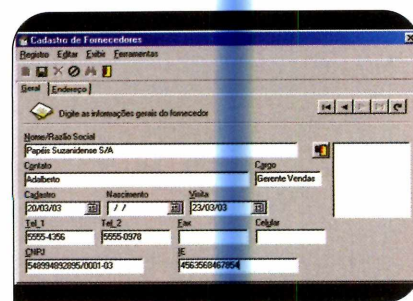 Cadastro de Fornecedores
Registro Editar Exibir Ferramentas
Geral Endereço
Digite as informações gerais do fornecedor
Nome/Razão Social
Papéis Suzanidense S/A
Contato Cargo
Adalberto Gerente Vendas
Cadastro Nascimento Visita
20/03/03 / / 23/03/03
Tel_1 Tel_2 Fax Celular
5555-4356 5555-0978
CNPJ IE
548994892895/0001-03 4563568467854